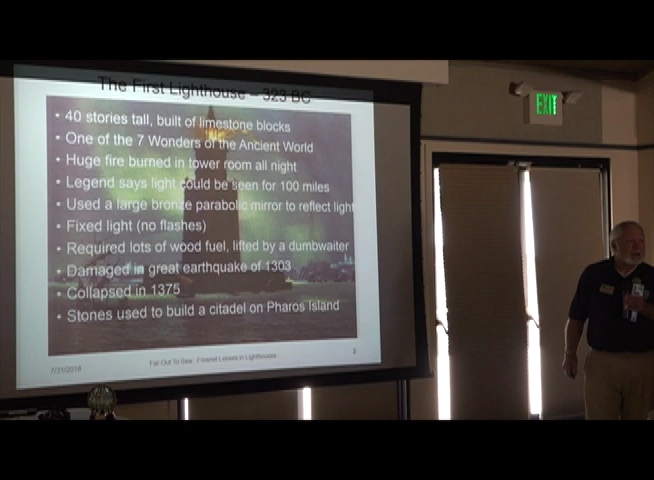 The First Lighthouse – 323 BC
• 40 stories tall, built of limestone blocks
• One of the 7 Wonders of the Ancient World
• Huge fire burned in tower room all night
• Legend says light could be seen for 100 miles
• Used a large bronze parabolic mirror to reflect light
• Fixed light (no flashes)
• Required lots of wood fuel, lifted by a dumbwaiter
• Damaged in great earthquake of 1303
• Collapsed in 1375
• Stones used to build a citadel on Pharos Island
7/31/2018 Far Out To Sea: Fresnel Lenses in Lighthouses 3
EXIT